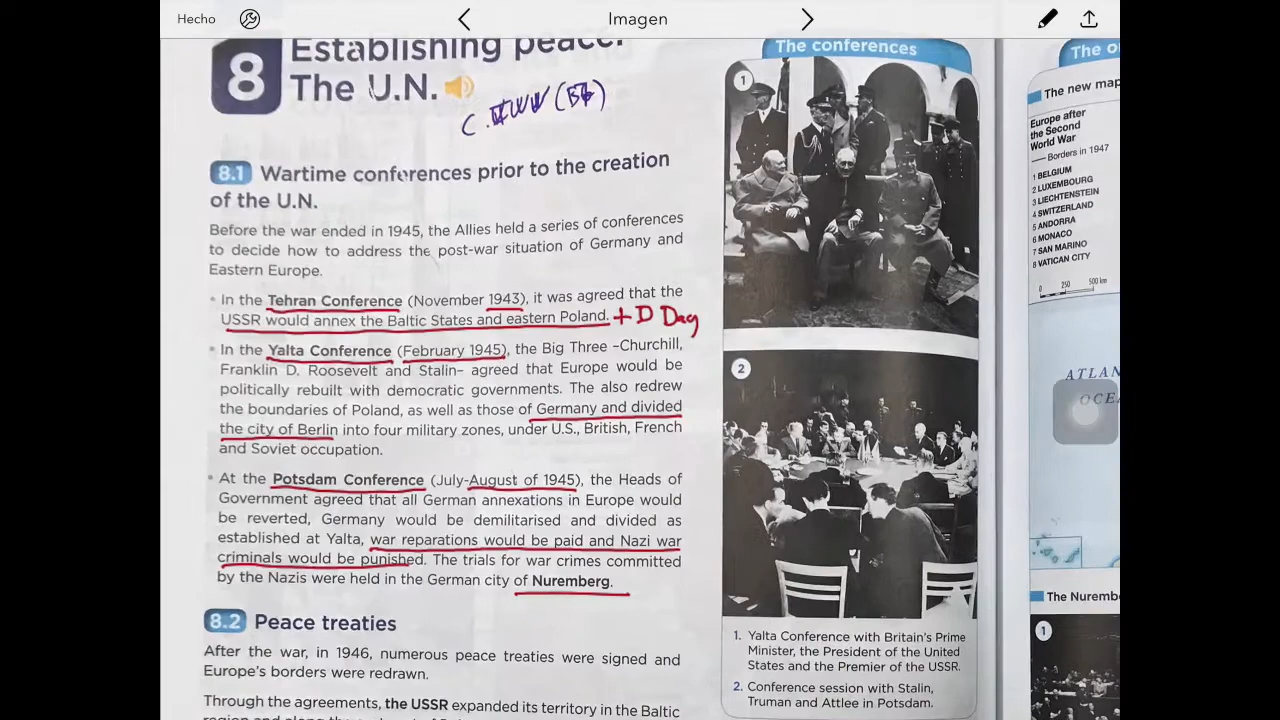 Hecho
Imagen
8
Establishing peace.
The U.N.
8.1 Wartime conferences prior to the creation
of the U.N.
Before the war ended in 1945, the Allies held a series of conferences
to decide how to address the post-war situation of Germany and
Eastern Europe.
• In the Tehran Conference (November 1943), it was agreed that the
USSR would annex the Baltic States and eastern Poland. + D Day
• In the Yalta Conference (February 1945), the Big Three –Churchill,
Franklin D. Roosevelt and Stalin– agreed that Europe would be
politically rebuilt with democratic governments. The also redrew
the boundaries of Poland, as well as those of Germany and divided
the city of Berlin into four military zones, under U.S., British, French
and Soviet occupation.
• At the Potsdam Conference (July-August of 1945), the Heads of
Government agreed that all German annexations in Europe would
be reverted, Germany would be demilitarised and divided as
established at Yalta, war reparations would be paid and Nazi war
criminals would be punished. The trials for war crimes committed
by the Nazis were held in the German city of Nuremberg.
8.2 Peace treaties
After the war, in 1946, numerous peace treaties were signed and
Europe's borders were redrawn.
Through the agreements, the USSR expanded its territory in the Baltic
The conferences
1
2
1. Yalta Conference with Britain's Prime
Minister, the President of the United
States and the Premier of the USSR.
2. Conference session with Stalin,
Truman and Attlee in Potsdam.
The new map
Europe after
the Second
World War
Borders in 1947
1 BELGIUM
2 LUXEMBOURG
3 LIECHTENSTEIN
4 SWITZERLAND
5 ANDORRA
6 MONACO
7 SAN MARINO
8 VATICAN CITY
0 250 500 km
ATLAN
OCE
The Nuremb
1